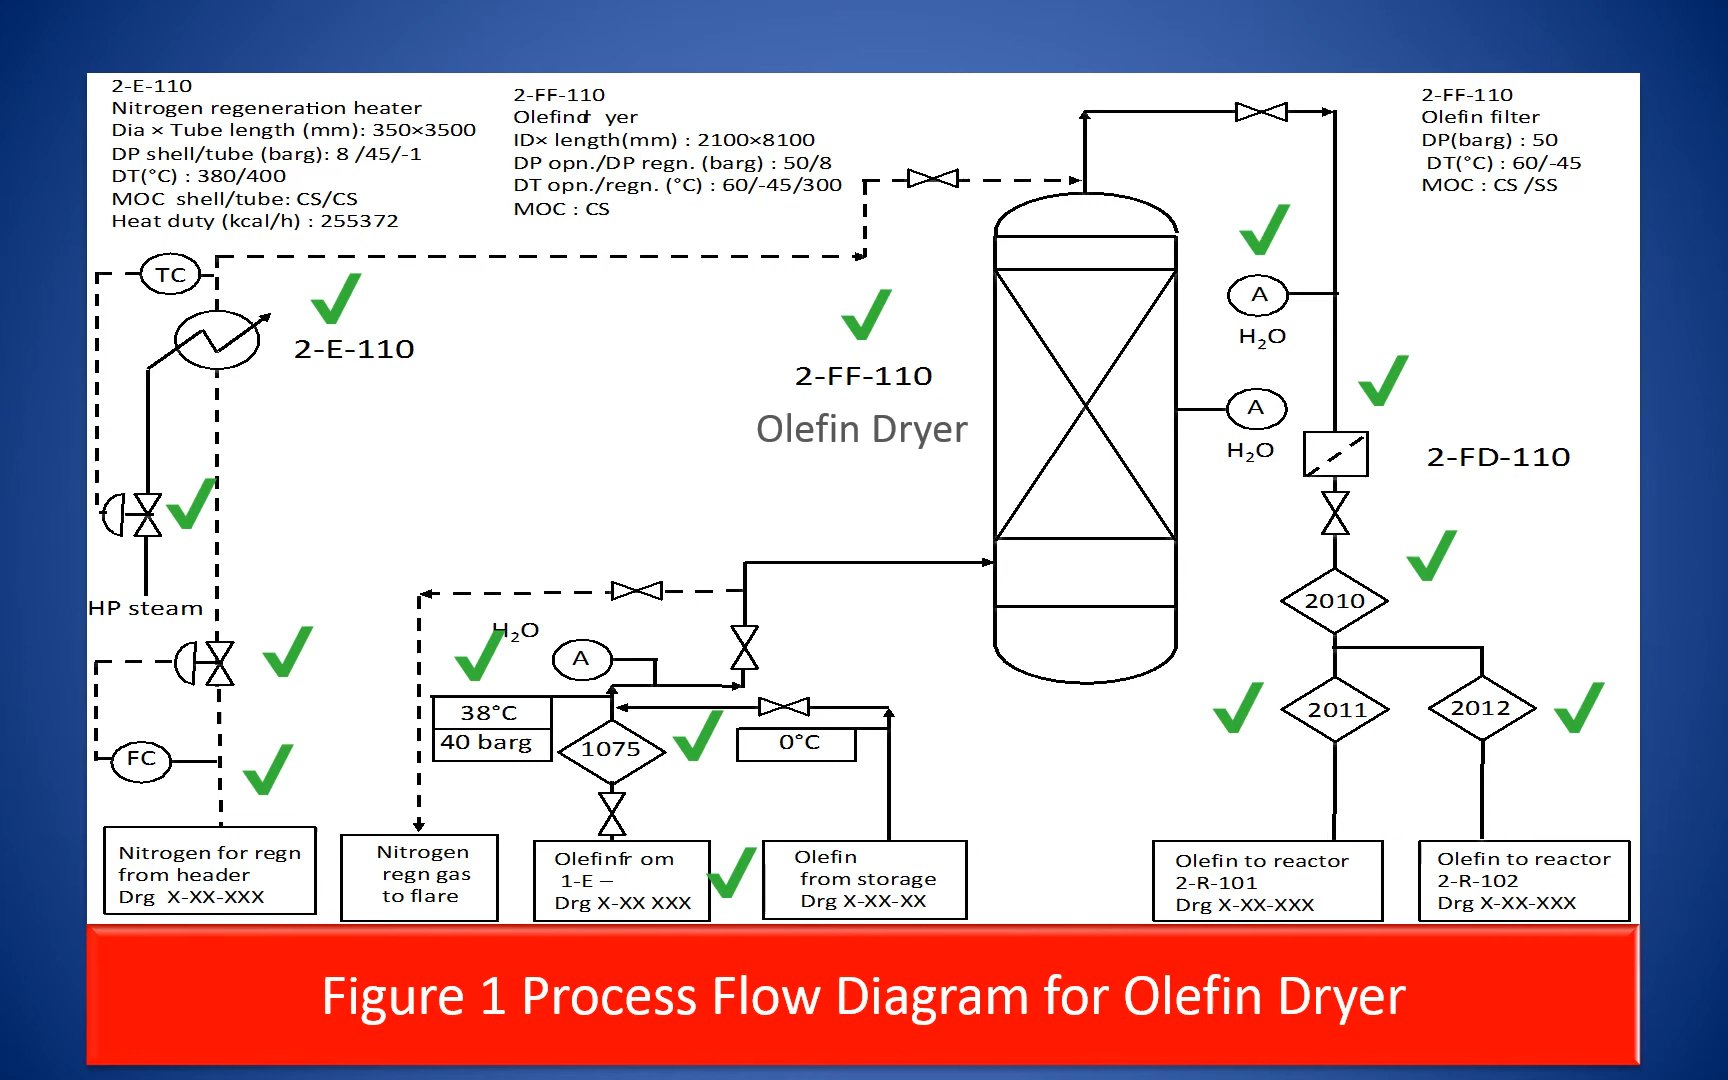 2-E-110
Nitrogen regeneration heater
Dia × Tube length (mm): 350×3500
DP shell/tube (barg): 8 /45/-1
DT(°C) : 380/400
MOC  shell/tube: CS/CS
Heat duty (kcal/h) : 255372
2-FF-110
Olefind yer
ID× length(mm) : 2100×8100
DP opn./DP regn. (barg) : 50/8
DT opn./regn. (°C) : 60/-45/300
MOC : CS
2-FF-110
Olefin filter
DP(barg) : 50
DT(°C) : 60/-45
MOC : CS /SS
TC
2-E-110
A
H₂O
2-FF-110
Olefin Dryer
A
H₂O
2-FD-110
HP steam
H₂O
A
2010
38°C
40 barg
1075
0°C
2011
2012
FC
Nitrogen for regn
from header
Drg  X-XX-XXX
Nitrogen
regn gas
to flare
Olefinfr om
1-E –
Drg X-XX XXX
Olefin
from storage
Drg X-XX-XX
Olefin to reactor
2-R-101
Drg X-XX-XXX
Olefin to reactor
2-R-102
Drg X-XX-XXX
Figure 1 Process Flow Diagram for Olefin Dryer